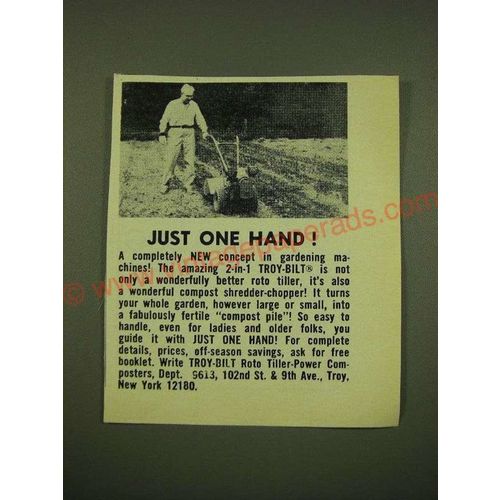 JUST ONE HAND!
A completely NEW concept in gardening ma-
chines! The amazing 2-in-1 TROY-BILT® is not
only a wonderfully better roto tiller, it's also
a wonderful compost shredder-chopper! It turns
your whole garden, however large or small, into
a fabulously fertile "compost pile"! So easy to
handle, even for ladies and older folks, you
guide it with JUST ONE HAND! For complete
details, prices, off-season savings, ask for free
booklet. Write TROY-BILT Roto Tiller-Power Com-
posters, Dept. 9613, 102nd St. & 9th Ave., Troy,
New York 12180.